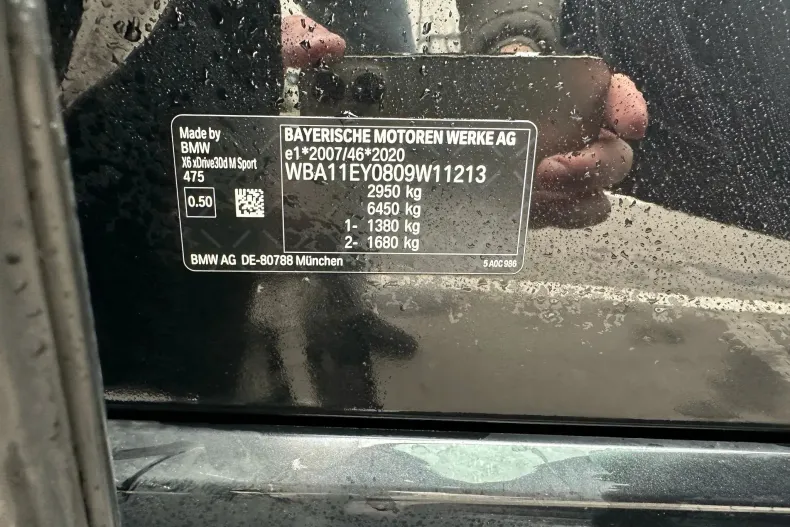 Made by
BMW
X6 xDrive30d M Sport
475
0.50
BAYERISCHE MOTOREN WERKE AG
e1*2007/46*2020
WBA11EY0809W11213
2950 kg
6450 kg
1- 1380 kg
2- 1680 kg
BMW AG DE-80788 München
5 A0C 986